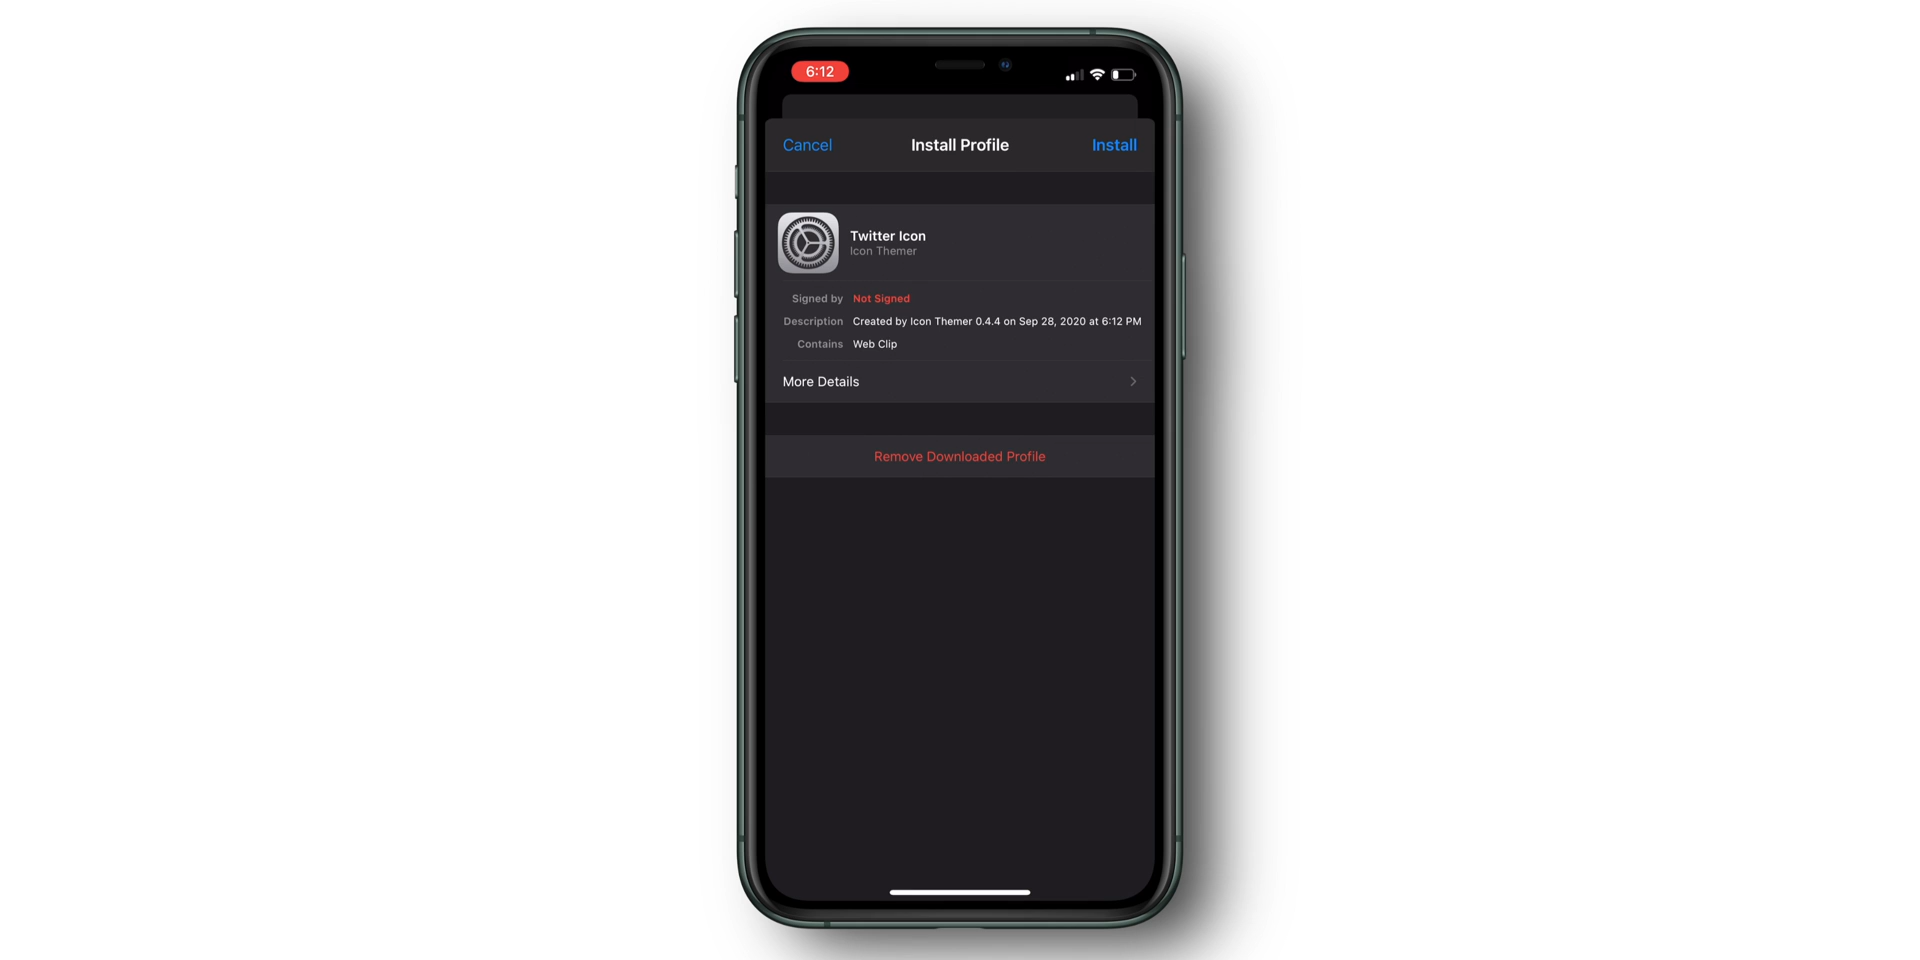 6:12
Cancel
Install Profile
Install
Twitter Icon
Icon Themer
Signed by Not Signed
Description Created by Icon Themer 0.4.4 on Sep 28, 2020 at 6:12 PM
Contains Web Clip
More Details
Remove Downloaded Profile